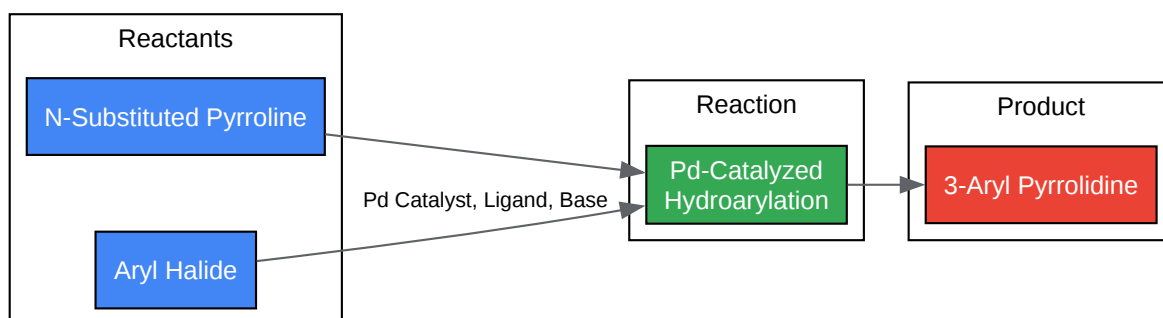 Reactants
N-Substituted Pyrroline
Aryl Halide
Pd Catalyst, Ligand, Base
Reaction
Pd-Catalyzed
Hydroarylation
Product
3-Aryl Pyrrolidine